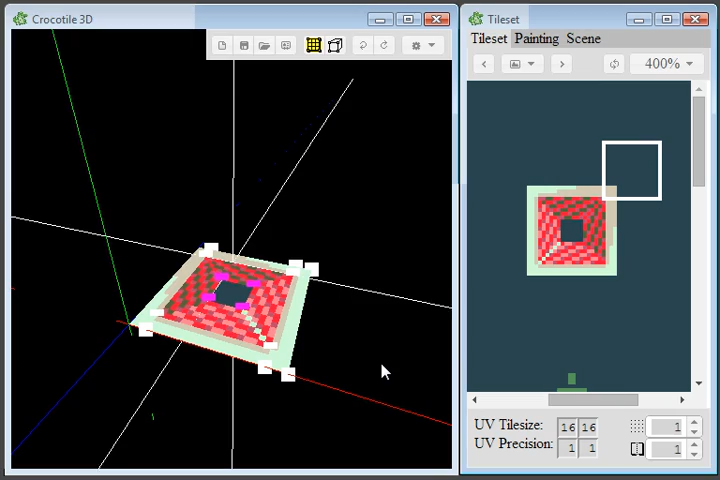 Crocotile 3D
Tileset
Tileset Painting Scene
400%
UV Tilesize: 16 16 1
UV Precision: 1 1 1